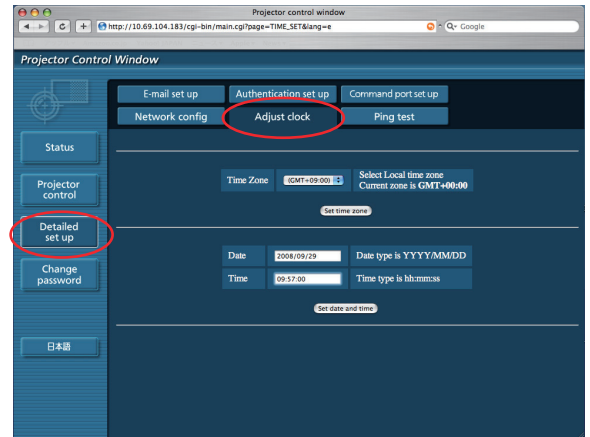 Projector control window
http://10.69.104.183/cgi-bin/main.cgi?page=TIME_SET&lang=e
Google
Projector Control Window
E-mail set up
Authentication set up
Command port set up
Network config
Adjust clock
Ping test
Status
Projector
control
Detailed
set up
Change
password
日本語
Time Zone
(GMT+09:00)
Select Local time zone
Current zone is GMT+00:00
Set time zone
Date
2008/09/29
Date type is YYYY/MM/DD
Time
09:57:00
Time type is hh:mm:ss
Set date and time